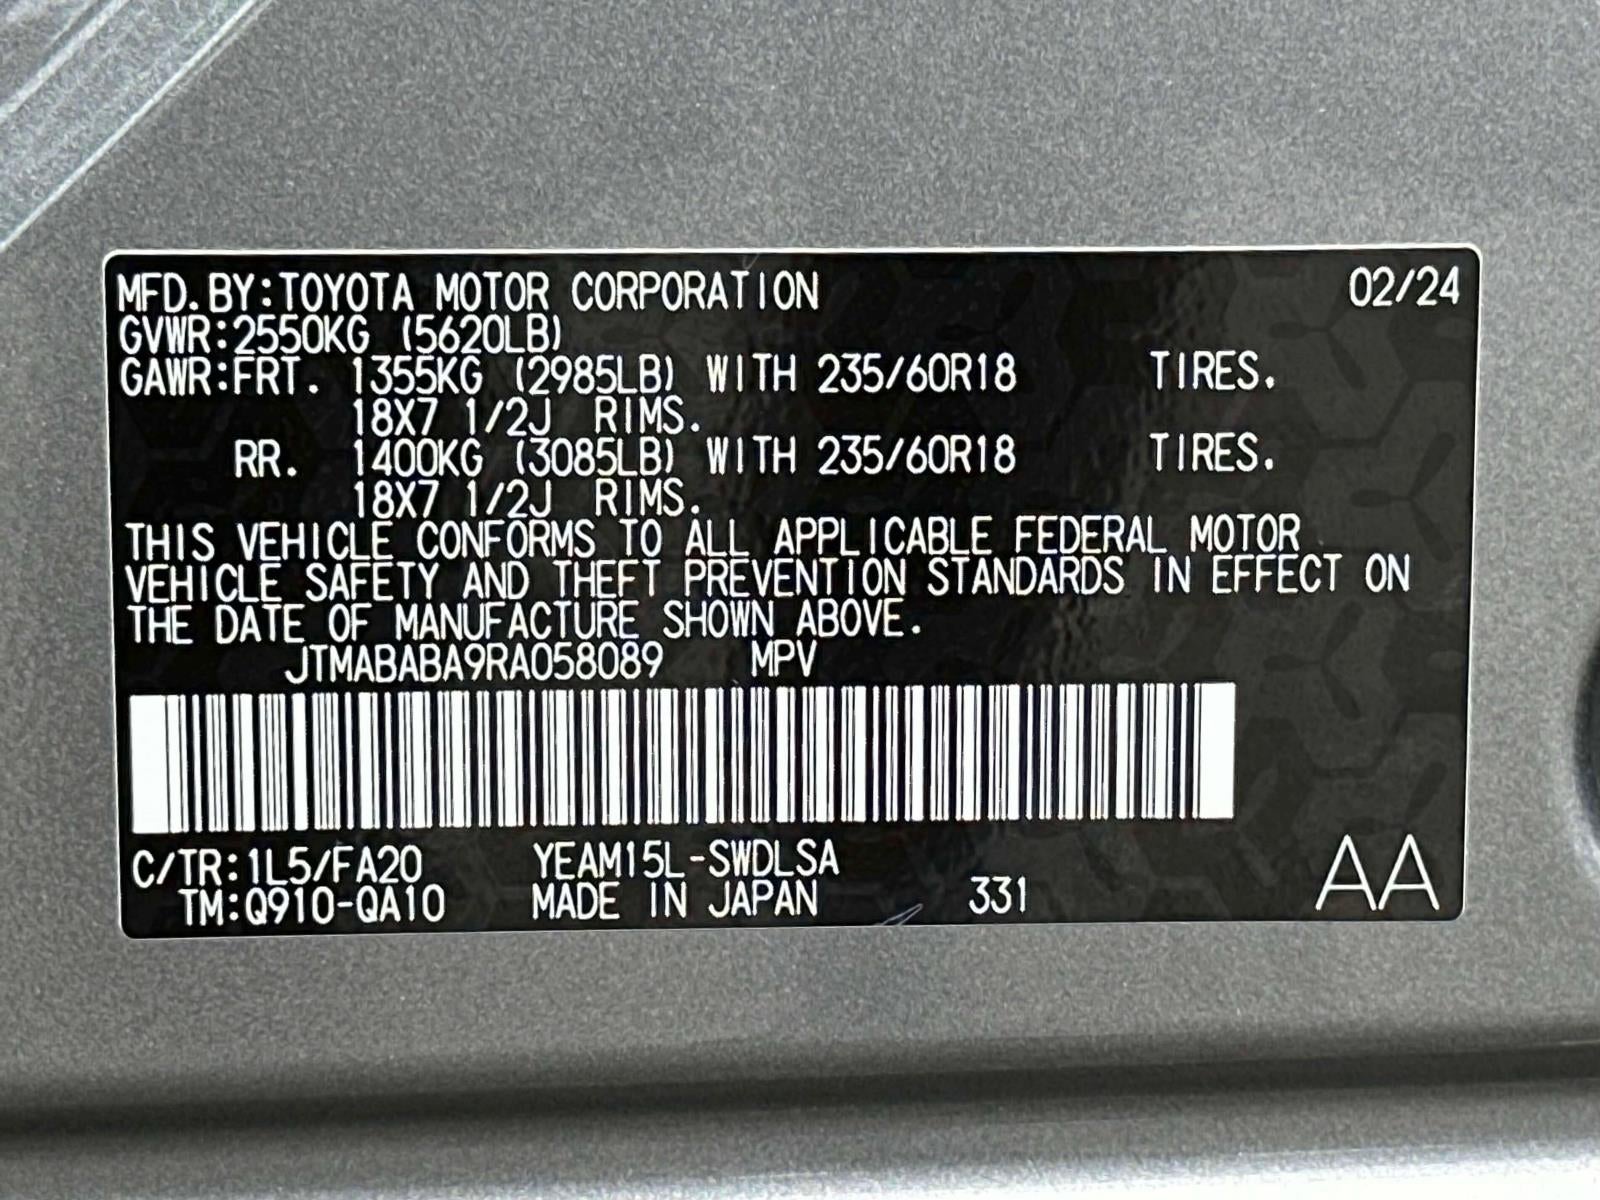 MFD.BY:TOYOTA MOTOR CORPORATION 02/24
GVWR:2550KG (5620LB)
GAWR:FRT. 1355KG (2985LB) WITH 235/60R18 TIRES.
18X7 1/2J RIMS.
RR. 1400KG (3085LB) WITH 235/60R18 TIRES.
18X7 1/2J RIMS.
THIS VEHICLE CONFORMS TO ALL APPLICABLE FEDERAL MOTOR
VEHICLE SAFETY AND THEFT PREVENTION STANDARDS IN EFFECT ON
THE DATE OF MANUFACTURE SHOWN ABOVE.
JTMABABA9RA058089 MPV
C/TR:1L5/FA20 YEAM15L-SWDLSA
TM:Q910-QA10 MADE IN JAPAN 331 AA